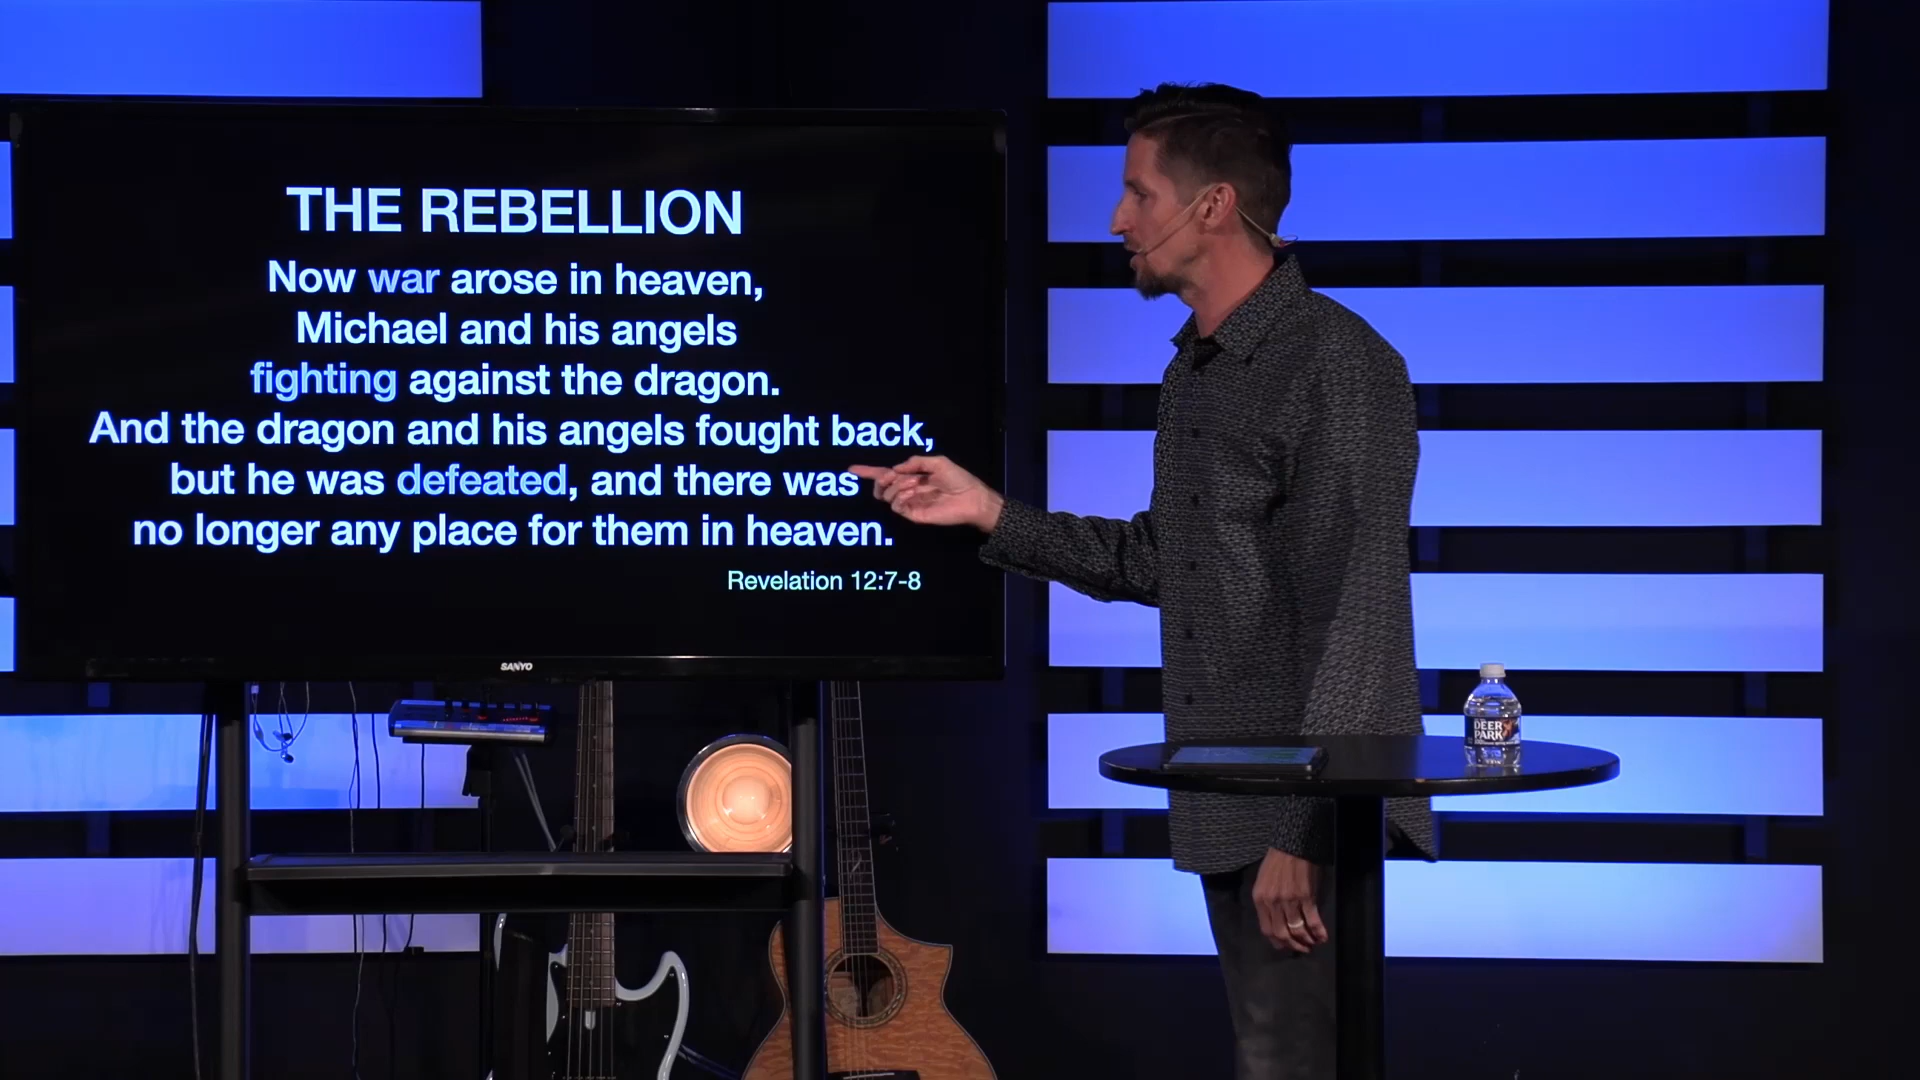 THE REBELLION
Now war arose in heaven,
Michael and his angels
fighting against the dragon.
And the dragon and his angels fought back,
but he was defeated, and there was
no longer any place for them in heaven.
Revelation 12:7-8
SANYO
DEER
PARK